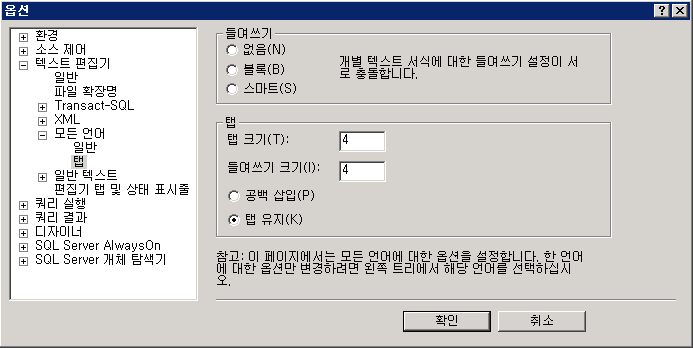 옵션
환경
소스 제어
텍스트 편집기
일반
파일 확장명
Transact-SQL
XML
모든 언어
일반
탭
일반 텍스트
편집기 탭 및 상태 표시줄
쿼리 실행
쿼리 결과
디자이너
SQL Server AlwaysOn
SQL Server 개체 탐색기
들여쓰기
없음(N)
블록(B)
스마트(S)
개별 텍스트 서식에 대한 들여쓰기 설정이 서
로 충돌합니다.
탭
탭 크기(T): 4
들여쓰기 크기(I): 4
공백 삽입(P)
탭 유지(K)
참고: 이 페이지에서는 모든 언어에 대한 옵션을 설정합니다. 한 언어
에 대한 옵션만 변경하려면 왼쪽 트리에서 해당 언어를 선택하십시
오.
확인 취소